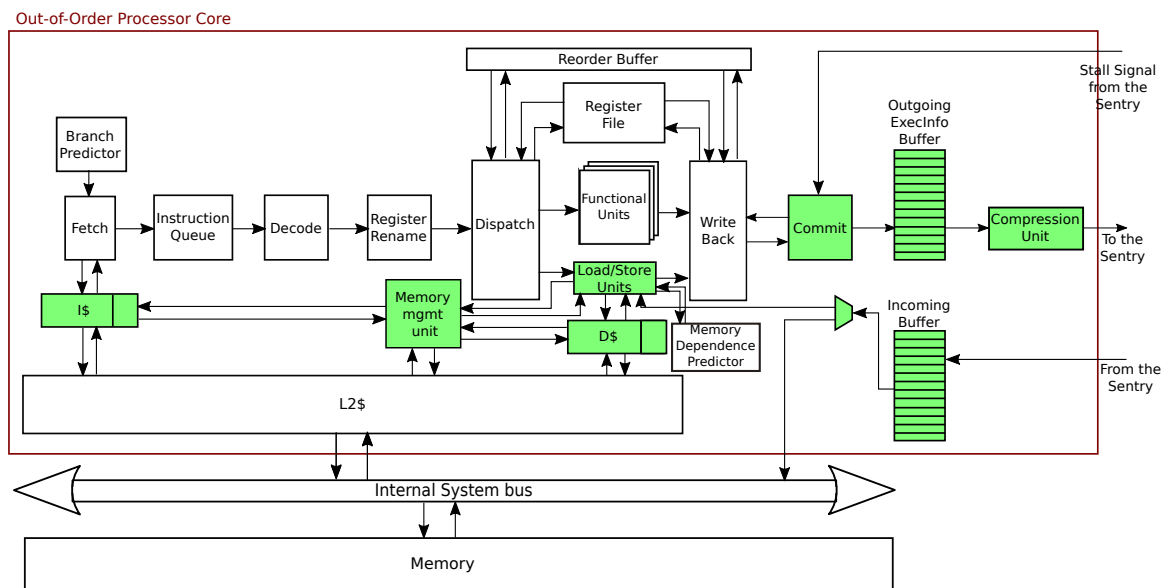 Out-of-Order Processor Core
Reorder Buffer
Stall Signal
from the
Sentry
Register
File
Outgoing
ExecInfo
Buffer
Branch
Predictor
Fetch
Instruction
Queue
Decode
Register
Rename
Dispatch
Functional
Units
Write
Back
Commit
Compression
Unit
To the
Sentry
Load/Store
Units
I$
Memory
mgmt
unit
D$
Memory
Dependence
Predictor
Incoming
Buffer
From the
Sentry
L2$
Internal System bus
Memory